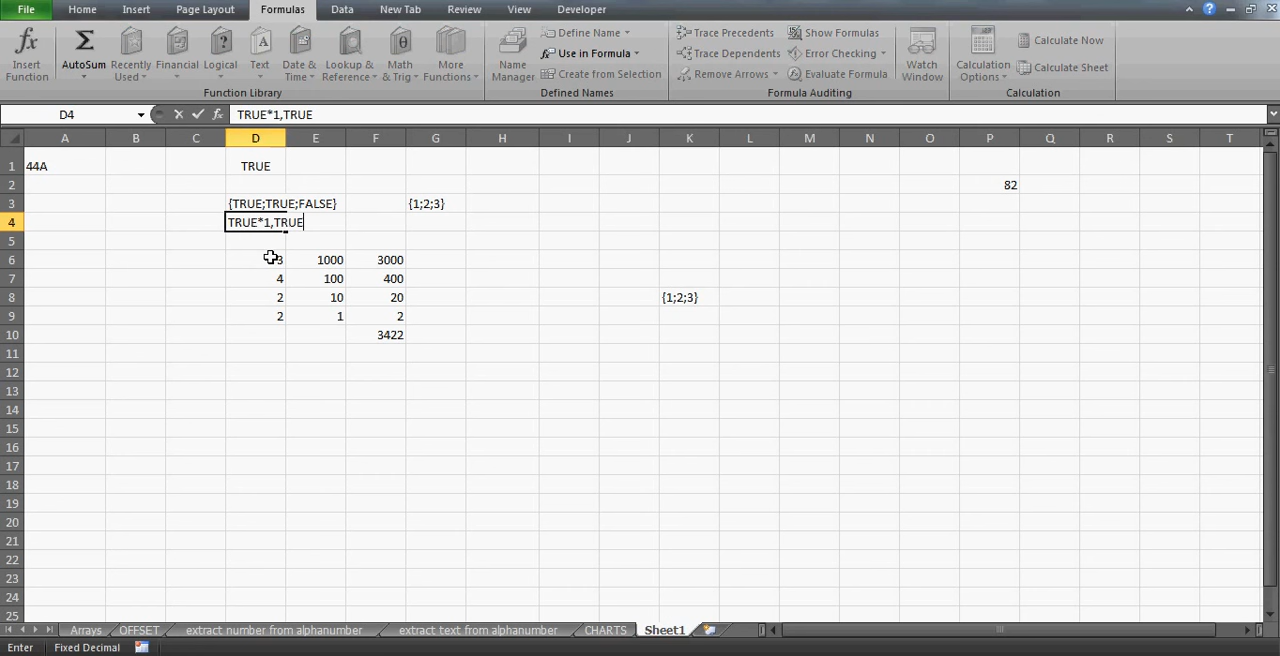 File Home Insert Page Layout Formulas Data New Tab Review View Developer
fx Insert Function
Σ AutoSum
Recently Used
Financial
Logical
Text
Date & Time
Lookup & Reference
Math & Trig
More Functions
Function Library
Name Manager
Define Name
Use in Formula
Create from Selection
Defined Names
Trace Precedents
Trace Dependents
Remove Arrows
Show Formulas
Error Checking
Evaluate Formula
Formula Auditing
Watch Window
Calculation Options
Calculate Now
Calculate Sheet
Calculation
D4 fx TRUE*1,TRUE
A B C D E F G H I J K L M N O P Q R S T
1 44A TRUE
2 82
3 {TRUE;TRUE;FALSE} {1;2;3}
4 TRUE*1,TRUE
5
6 3 1000 3000
7 4 100 400
8 2 10 20 {1;2;3}
9 2 1 2
10 3422
11
12
13
14
15
16
17
18
19
20
21
22
23
24
25
Arrays OFFSET extract number from alphanumber extract text from alphanumber CHARTS Sheet1
Enter Fixed Decimal